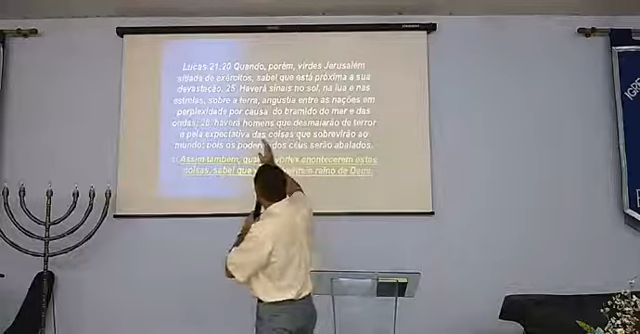 Lucas 21:20 Quando, porém, virdes Jerusalém
sitiada de exércitos, sabei que está próxima a sua
devastação. 25 Haverá sinais no sol, na lua e nas
estrelas; sobre a terra, angústia entre as nações em
perplexidade por causa do bramido do mar e das
ondas; 26 haverá homens que desmaiarão de terror
e pela expectativa das coisas que sobrevirão ao
mundo; pois os poderes dos céus serão abalados.
Assim também, virdes acontecerem estas
coisas, sabei que reino de Deus.
IGRE